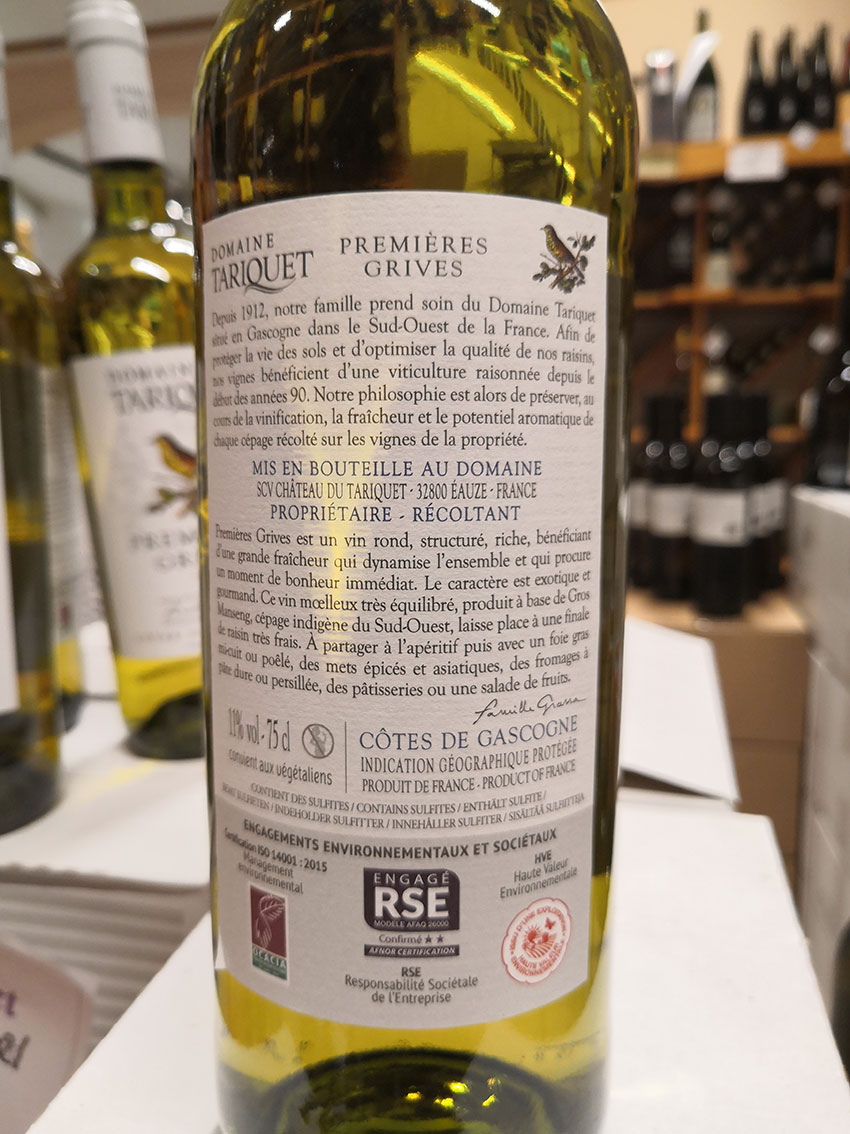 DOMAINE
TARIQUET
PREMIÈRES
GRIVES
Depuis 1912, notre famille prend soin du Domaine Tariquet
situé en Gascogne dans le Sud-Ouest de la France. Afin de
protéger la vie des sols et d'optimiser la qualité de nos raisins,
nos vignes bénéficient d'une viticulture raisonnée depuis le
début des années 90. Notre philosophie est alors de préserver, au
cours de la vinification, la fraîcheur et le potentiel aromatique de
chaque cépage récolté sur les vignes de la propriété.
MIS EN BOUTEILLE AU DOMAINE
SCV CHÂTEAU DU TARIQUET - 32800 ÉAUZE - FRANCE
PROPRIÉTAIRE - RÉCOLTANT
Premières Grives est un vin rond, structuré, riche, bénéficiant
d'une grande fraîcheur qui dynamise l'ensemble et qui procure
un moment de bonheur immédiat. Le caractère est exotique et
gourmand. Ce vin moelleux très équilibré, produit à base de Gros
Manseng, cépage indigène du Sud-Ouest, laisse place à une finale
de raisin très frais. À partager à l'apéritif puis avec un foie gras
mi-cuit ou poêlé, des mets épicés et asiatiques, des fromages à
pâte dure ou persillée, des pâtisseries ou une salade de fruits.
Famille Grassa
11% vol - 75 cl
convient aux végétaliens
CÔTES DE GASCOGNE
INDICATION GÉOGRAPHIQUE PROTÉGÉE
PRODUIT DE FRANCE - PRODUCT OF FRANCE
CONTIENT DES SULFITES / CONTAINS SULFITES / ENTHÄLT SULFITE /
BEVAT SULFIETEN / INDEHOLDER SULFITTER / INNEHÅLLER SULFITER / SISÄLTÄÄ SULFIITTEJA
ENGAGEMENTS ENVIRONNEMENTAUX ET SOCIÉTAUX
Certification ISO 14001 : 2015
Management
environnemental
OCACIA
ENGAGÉ
RSE
MODÈLE AFAQ 26000
Confirmé ★★
AFNOR CERTIFICATION
RSE
Responsabilité Sociétale
de l'Entreprise
HVE
Haute Valeur
Environnementale
HAUTE VALEUR
ENVIRONNEMENTALE
DOMAINE
TARIQU
PREM
GR